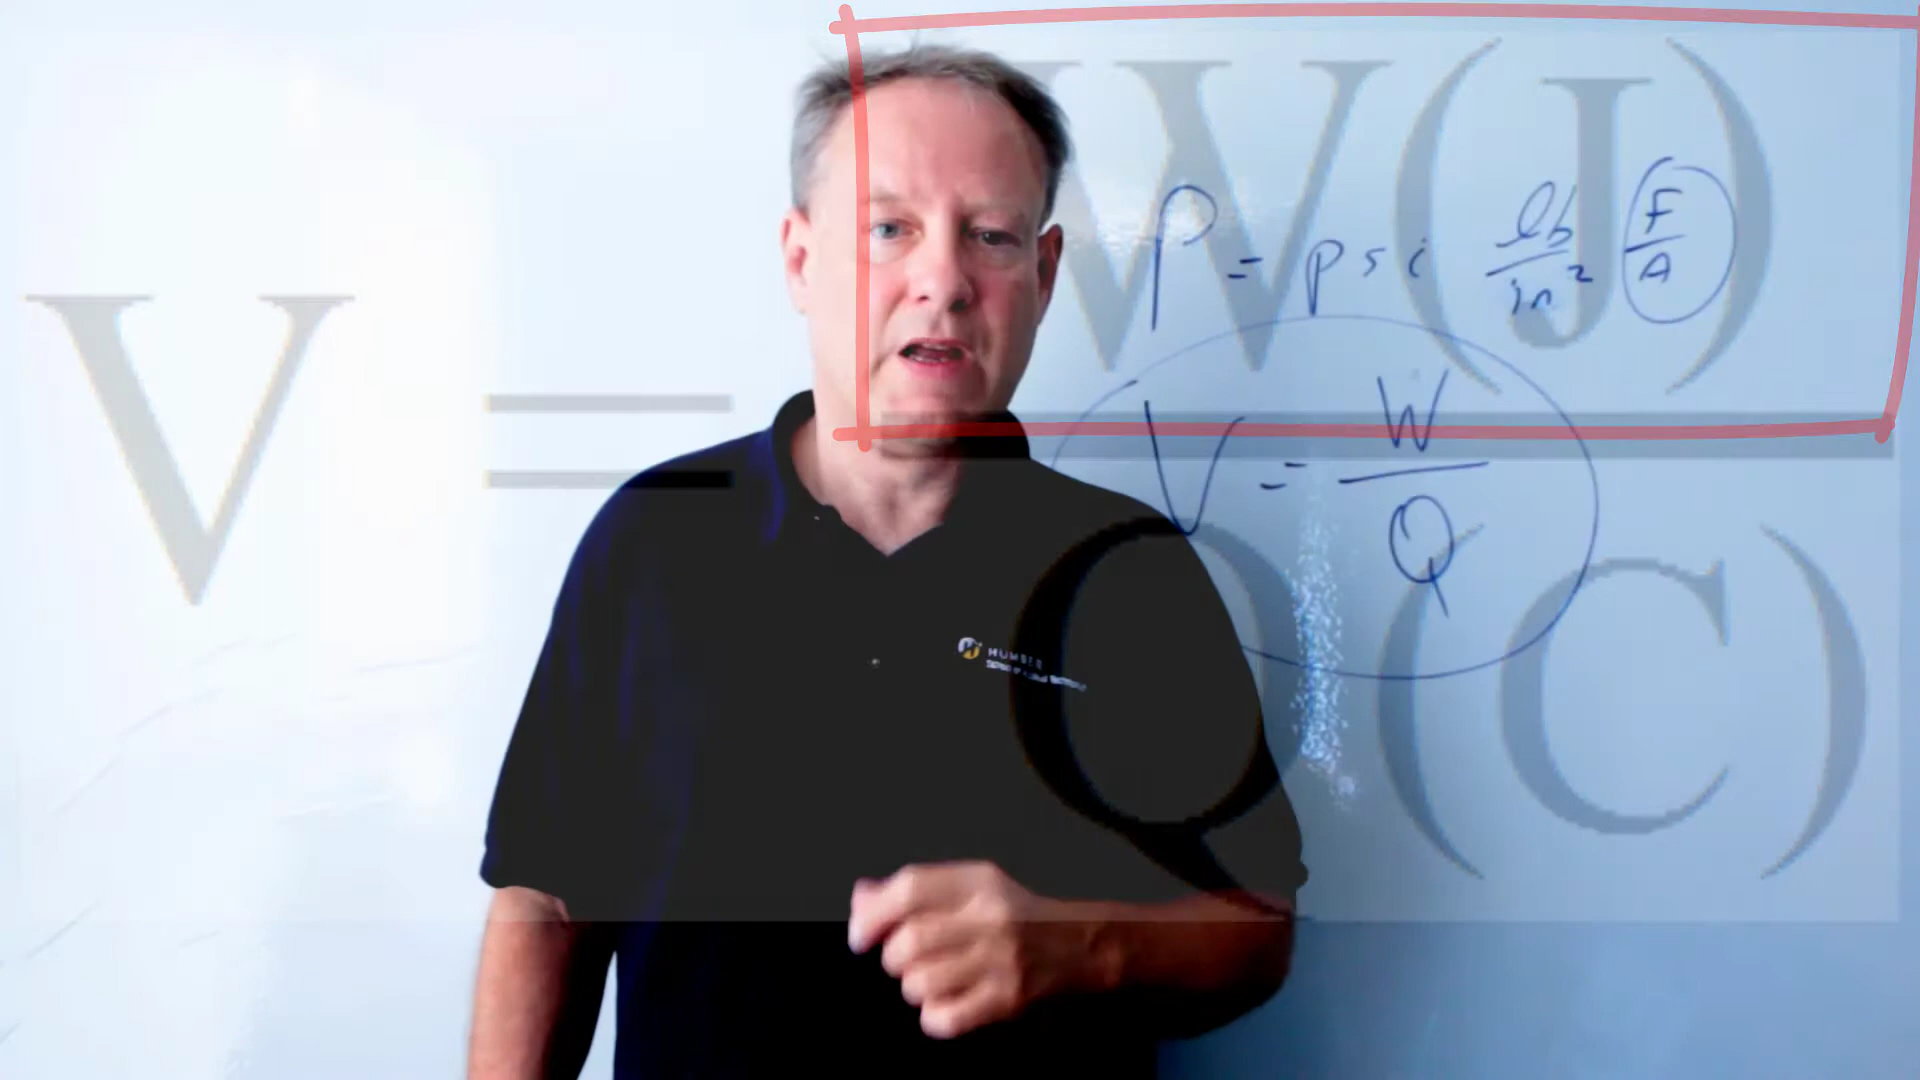 V = W(J) / Q(C)
P = psi lb/in² F/A
V = W/Q
HUMBER